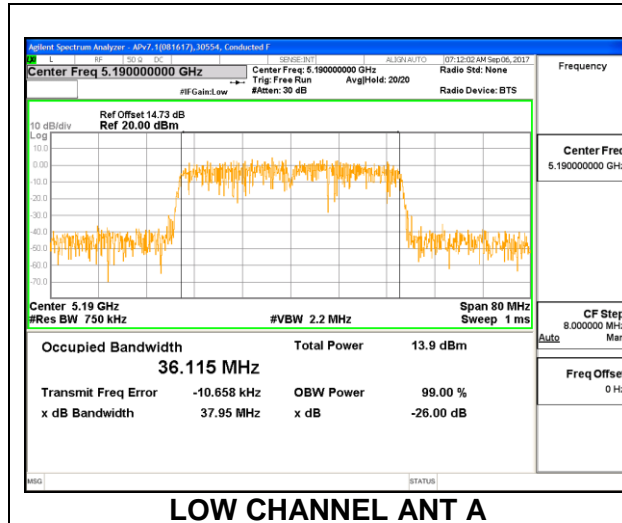 Agilent Spectrum Analyzer - APv7.1(081617),30554, Conducted F
L RF 50 Ω DC SENSE:INT ALIGN AUTO 07:12:02 AM Sep 06, 2017
Center Freq 5.190000000 GHz Center Freq: 5.190000000 GHz Radio Std: None
Trig: Free Run Avg|Hold: 20/20
#IFGain:Low #Atten: 30 dB Radio Device: BTS
Frequency
Ref Offset 14.73 dB
10 dB/div Ref 20.00 dBm
Log
10.0
0.00
-10.0
-20.0
-30.0
-40.0
-50.0
-60.0
-70.0
Center Freq
5.190000000 GHz
Center 5.19 GHz Span 80 MHz
#Res BW 750 kHz #VBW 2.2 MHz Sweep 1 ms
CF Step
8.000000 MHz
Auto Man
Occupied Bandwidth Total Power 13.9 dBm
36.115 MHz
Transmit Freq Error -10.658 kHz OBW Power 99.00 %
x dB Bandwidth 37.95 MHz x dB -26.00 dB
Freq Offset
0 Hz
MSG STATUS
LOW CHANNEL ANT A